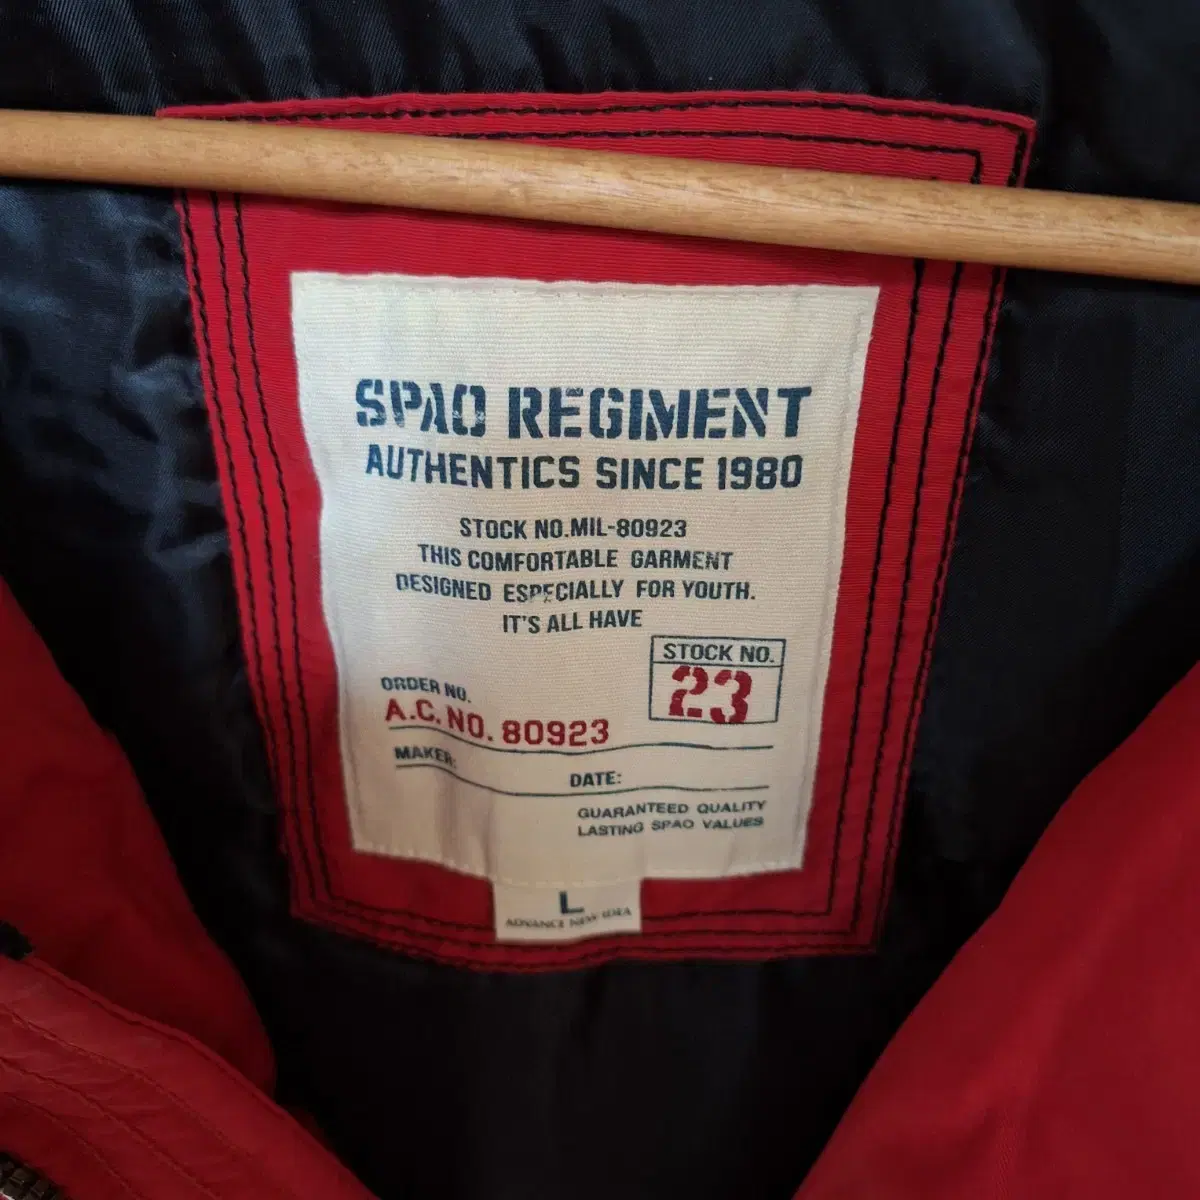 SPAO REGIMENT
AUTHENTICS SINCE 1980
STOCK NO.MIL-80923
THIS COMFORTABLE GARMENT
DESIGNED ESPECIALLY FOR YOUTH.
IT'S ALL HAVE
STOCK NO.
23
ORDER NO.
A.C. NO. 80923
MAKER:
DATE:
GUARANTEED QUALITY
LASTING SPAO VALUES
L
ADVANCE NEW IDEA